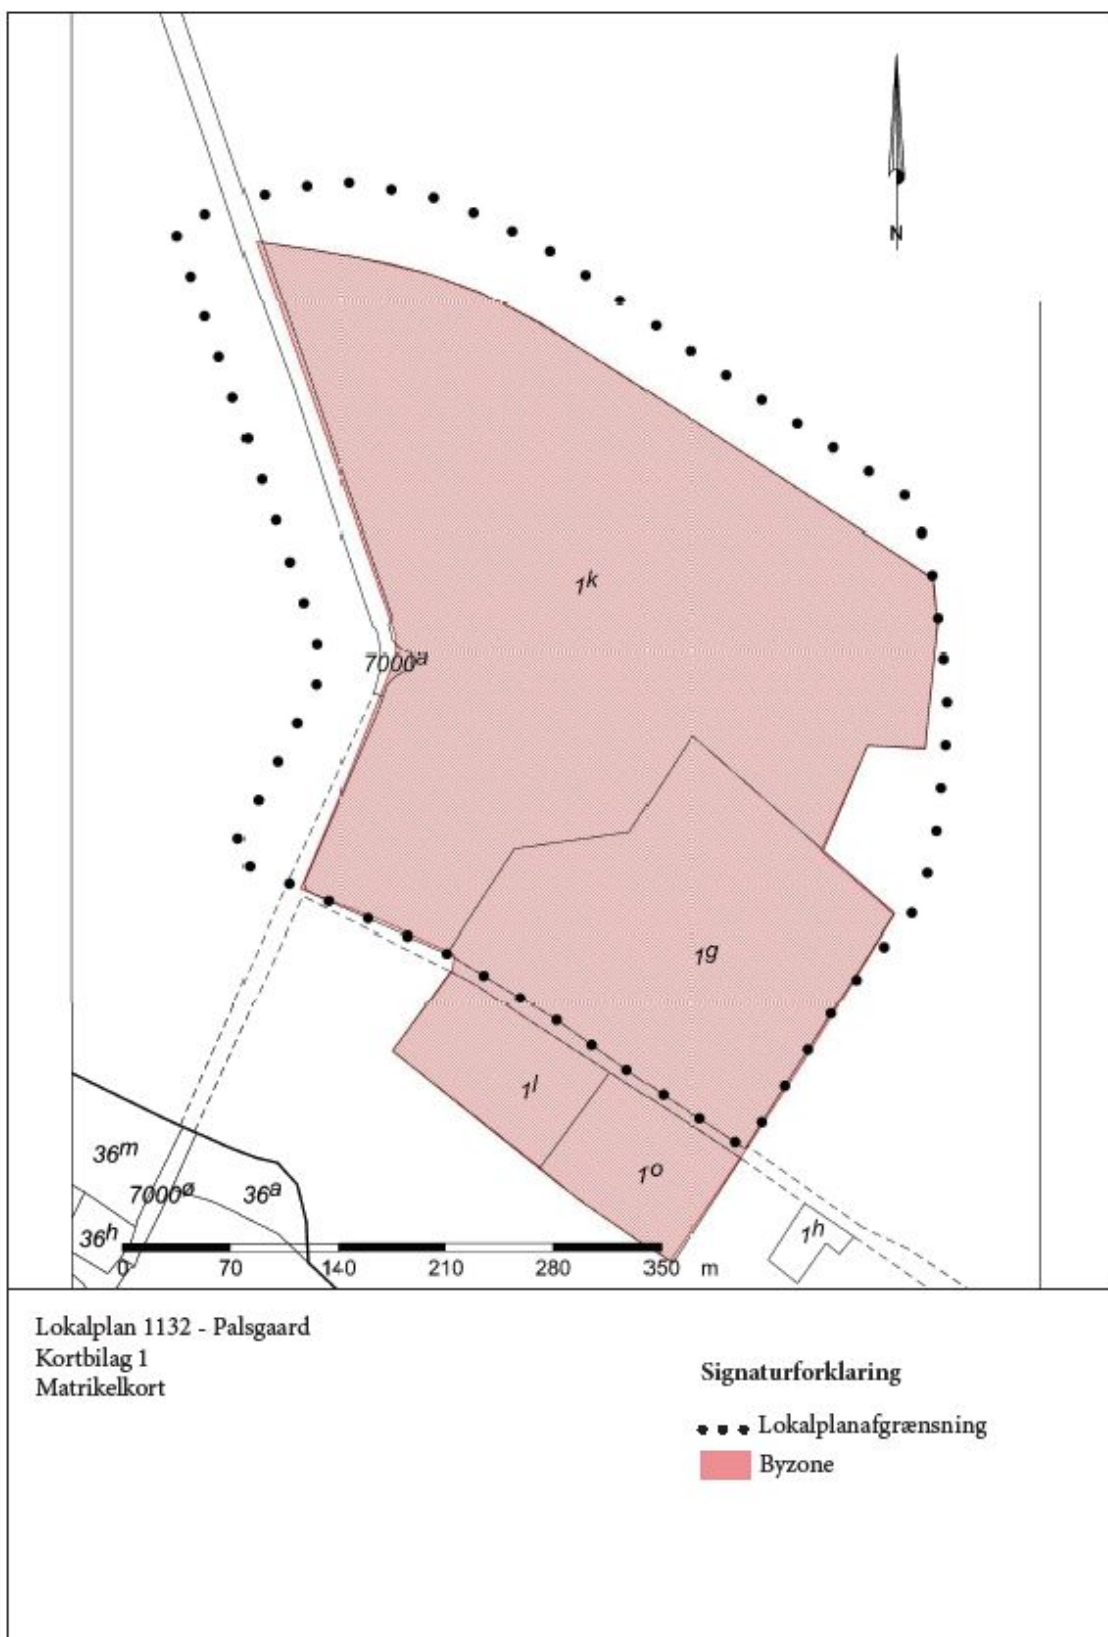 N
1k
7000ä
1g
1l
1o
36m
7000ø
36a
36h
1h
0 70 140 210 280 350 m
Lokalplan 1132 - Palsgaard
Kortbilag 1
Matrikelkort
Signaturforklaring
Lokalplanafgrænsning
Byzone